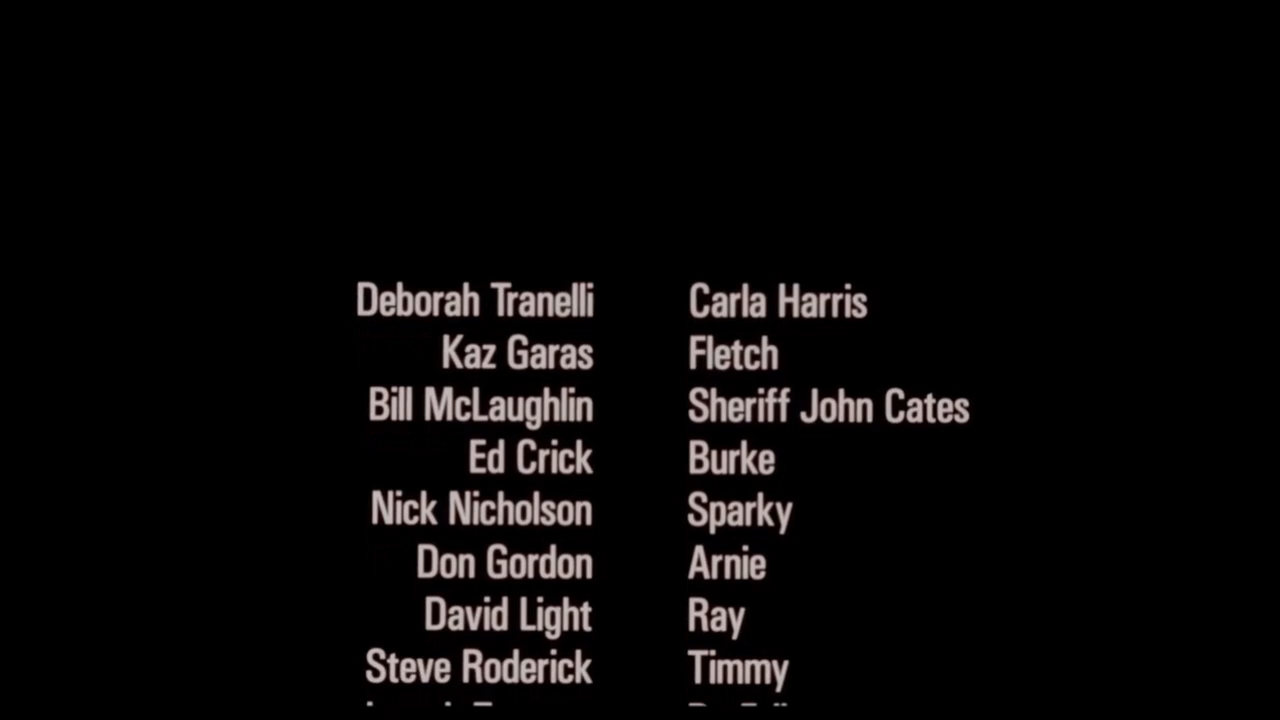 Deborah Tranelli Carla Harris
Kaz Garas Fletch
Bill McLaughlin Sheriff John Cates
Ed Crick Burke
Nick Nicholson Sparky
Don Gordon Arnie
David Light Ray
Steve Roderick Timmy